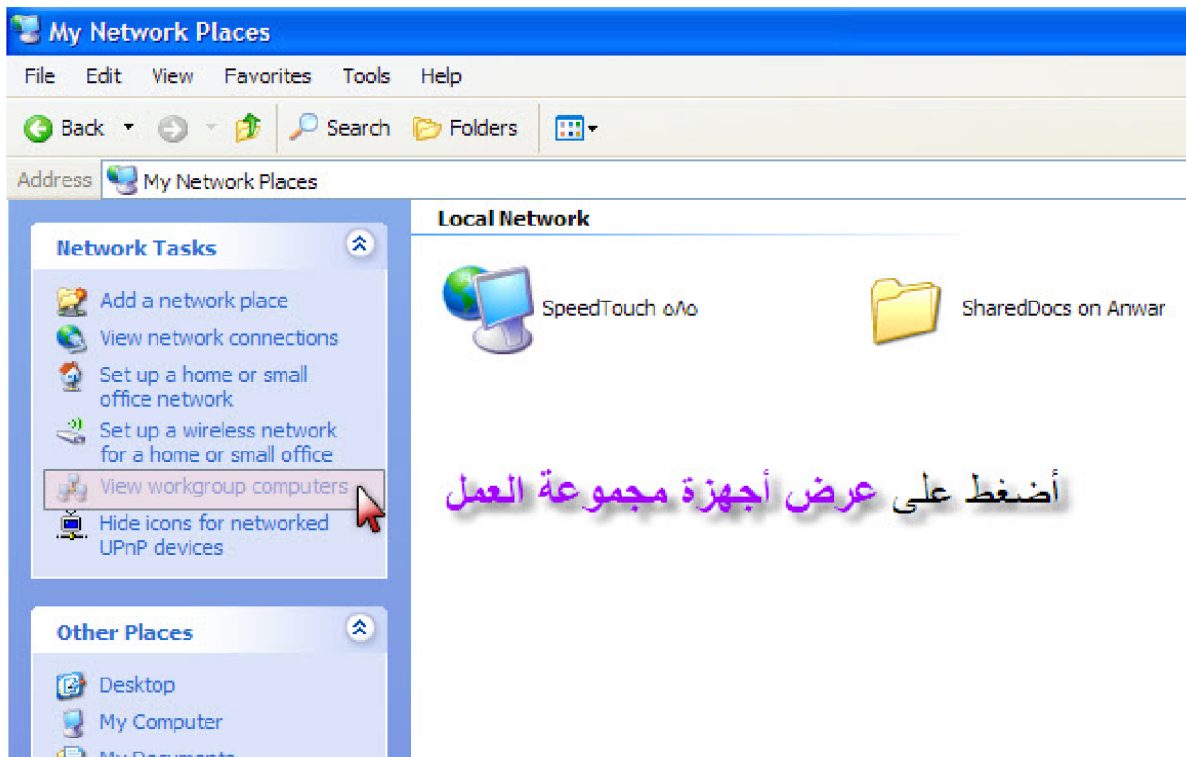 My Network Places
File Edit View Favorites Tools Help
Back Search Folders
Address My Network Places
Network Tasks
Add a network place
View network connections
Set up a home or small
office network
Set up a wireless network
for a home or small office
View workgroup computers
Hide icons for networked
UPnP devices
Other Places
Desktop
My Computer
My Documents
Local Network
SpeedTouch ٥٨٥
SharedDocs on Anwar
أضغط على عرض أجهزة مجموعة العمل